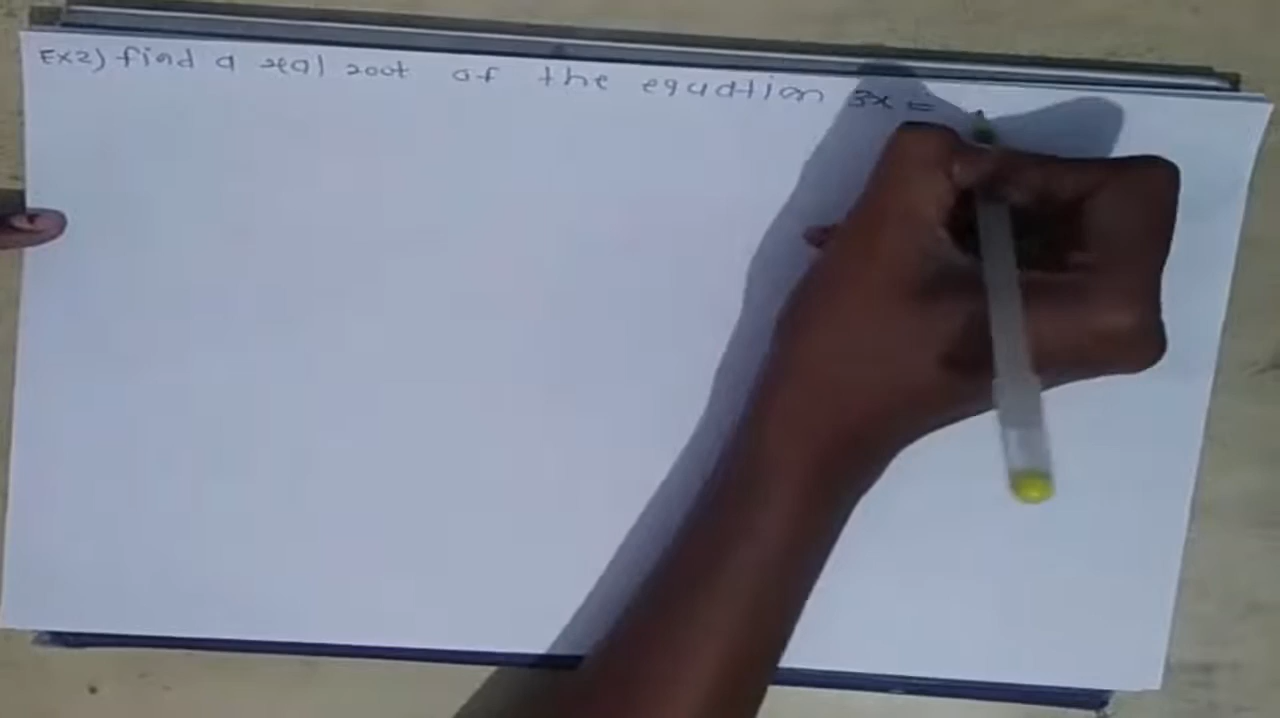 Ex2) find a real root of the equation 3x =